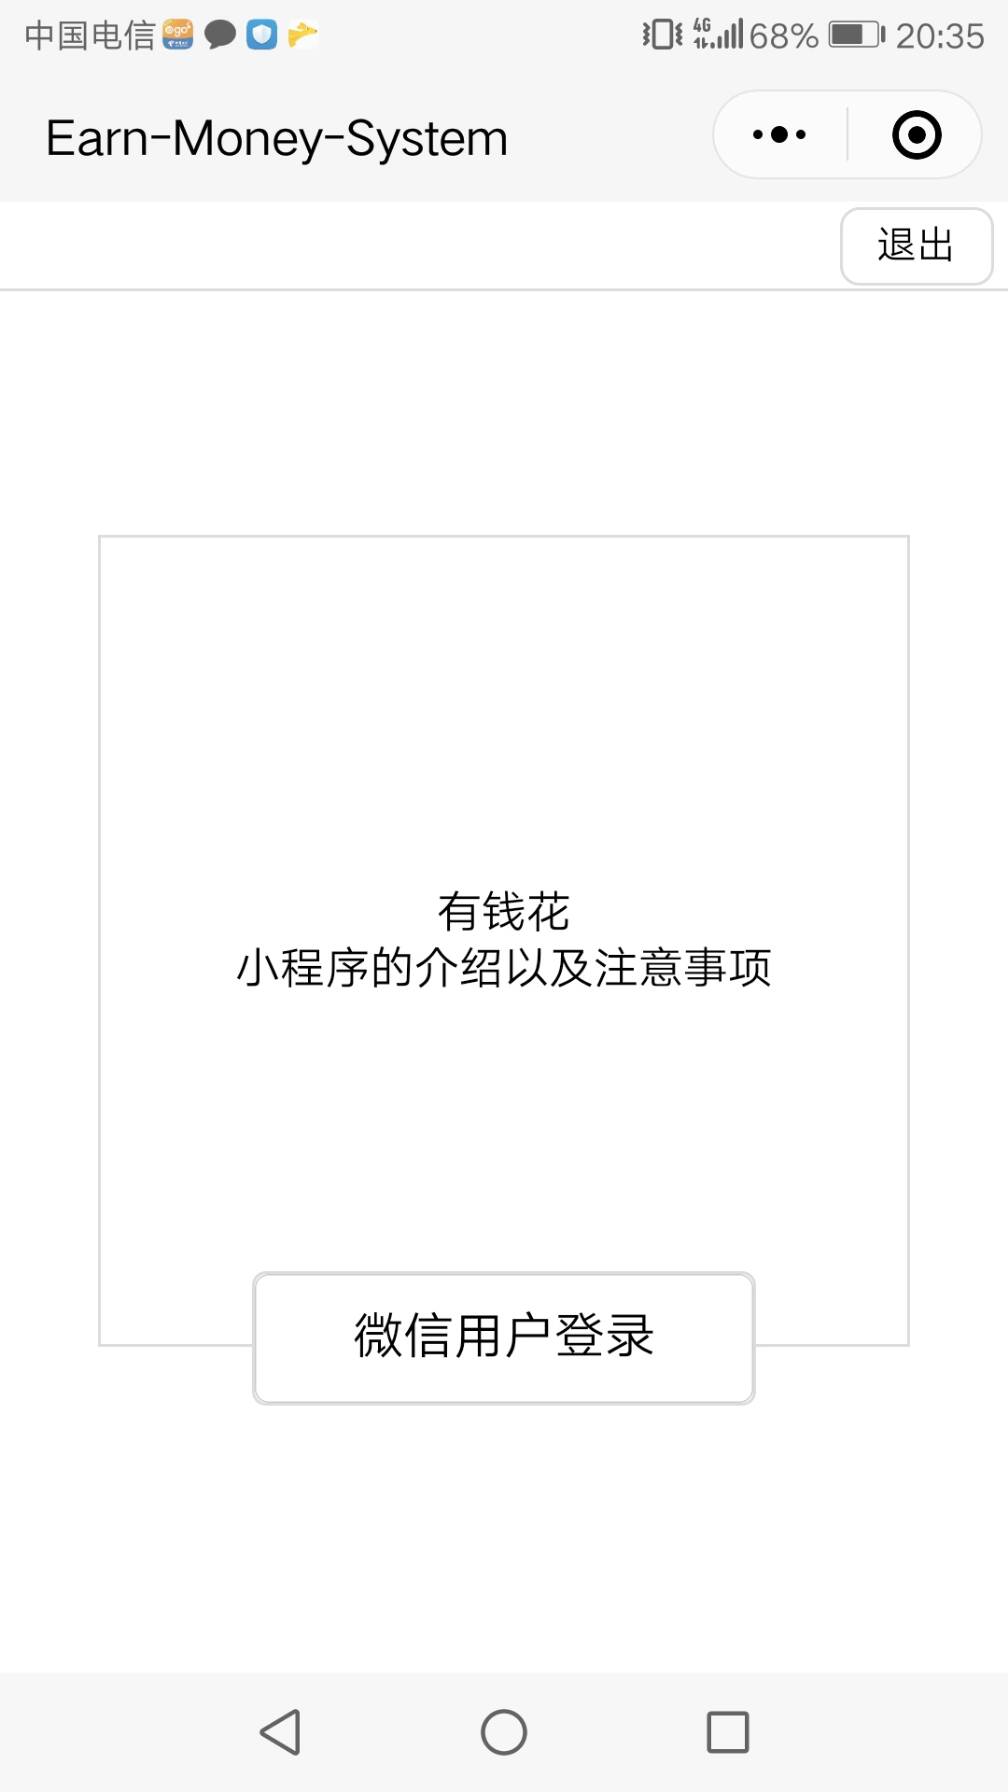 中国电信 4G 68% 20:35
Earn-Money-System
退出
有钱花
小程序的介绍以及注意事项
微信用户登录